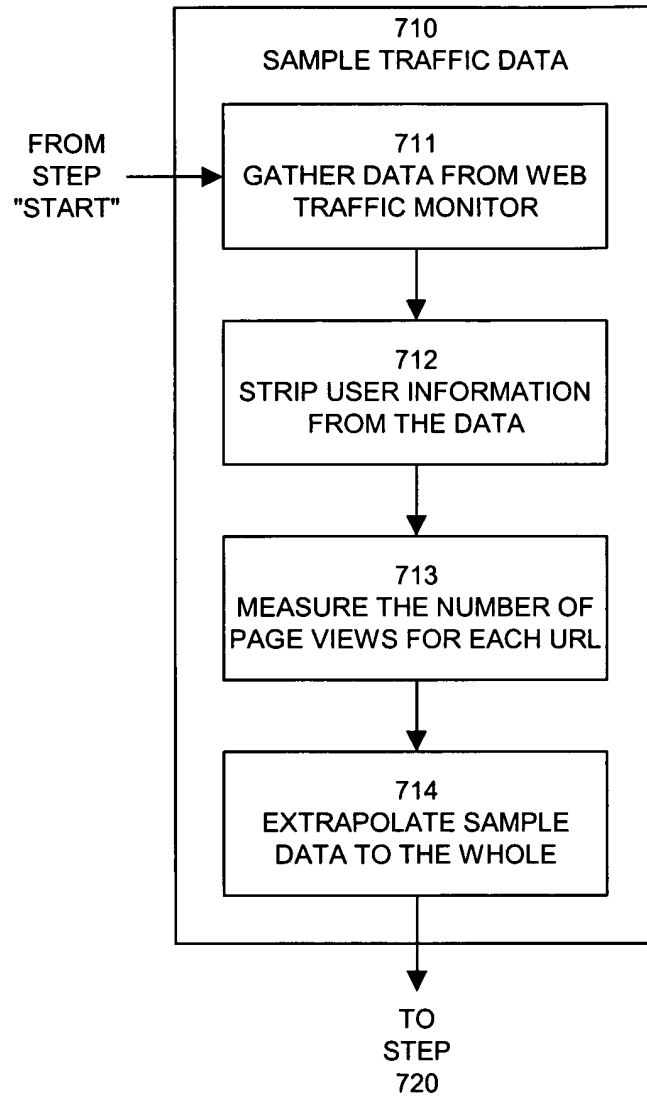 710
SAMPLE TRAFFIC DATA
FROM
STEP
"START"
711
GATHER DATA FROM WEB
TRAFFIC MONITOR
712
STRIP USER INFORMATION
FROM THE DATA
713
MEASURE THE NUMBER OF
PAGE VIEWS FOR EACH URL
714
EXTRAPOLATE SAMPLE
DATA TO THE WHOLE
TO
STEP
720